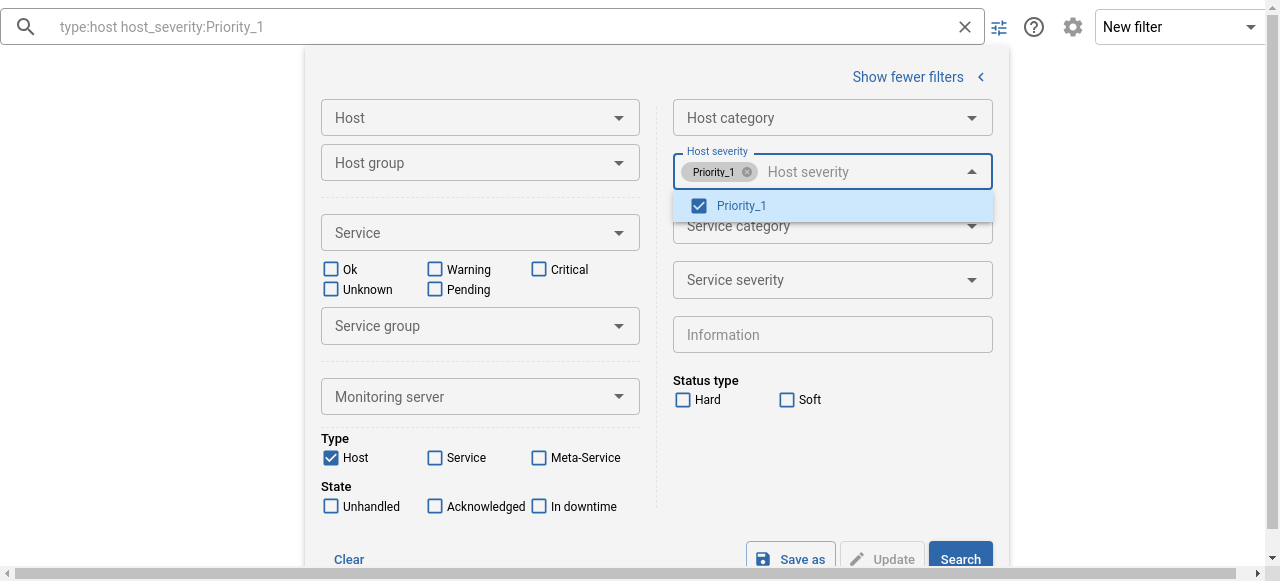 type:host host_severity:Priority_1
New filter
Show fewer filters
Host
Host group
Service
Ok
Warning
Critical
Unknown
Pending
Service group
Monitoring server
Type
Host
Service
Meta-Service
State
Unhandled
Acknowledged
In downtime
Host category
Host severity
Priority_1
Host severity
Priority_1
Service category
Service severity
Information
Status type
Hard
Soft
Clear
Save as
Update
Search